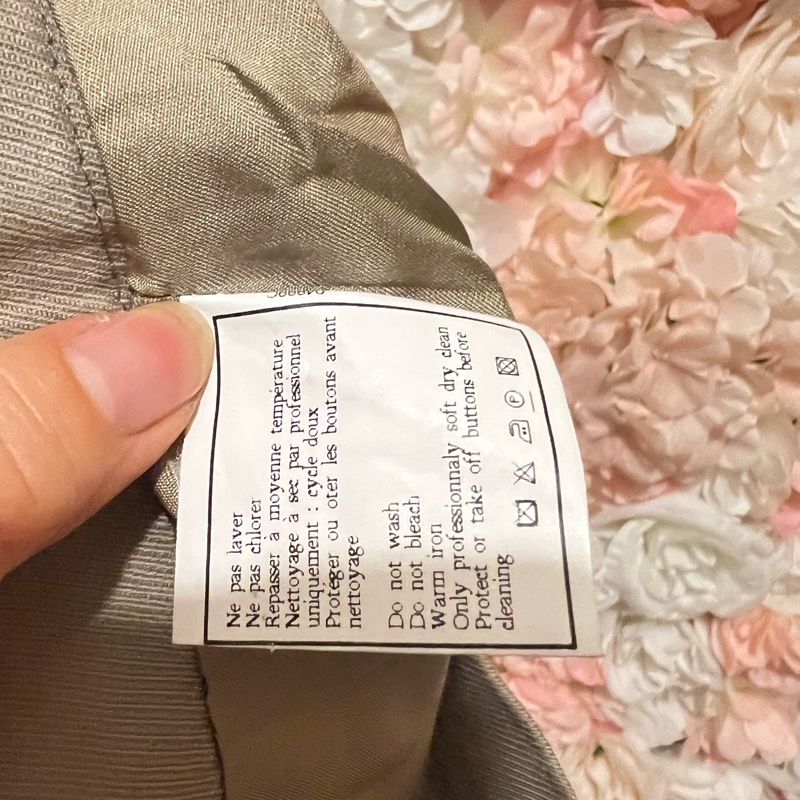 Ne pas laver
Ne pas chlorer
Repasser à moyenne température
Nettoyage à sec par professionnel
uniquement : cycle doux
Protéger ou oter les boutons avant
nettoyage
Do not wash
Do not bleach
Warm iron
Only professionnaly soft dry clean
Protect or take off buttons before
cleaning
P